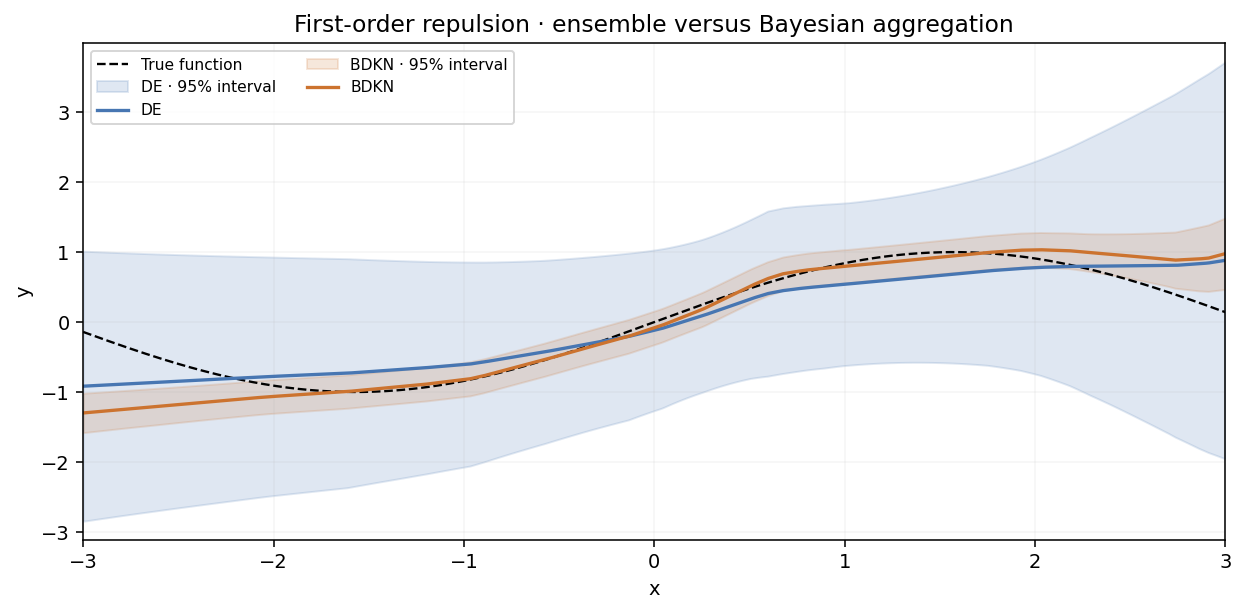 First-order repulsion · ensemble versus Bayesian aggregation
True function
DE · 95% interval
DE
BDKN · 95% interval
BDKN
y
3
2
1
0
−1
−2
−3
−3
−2
−1
0
1
2
3
x